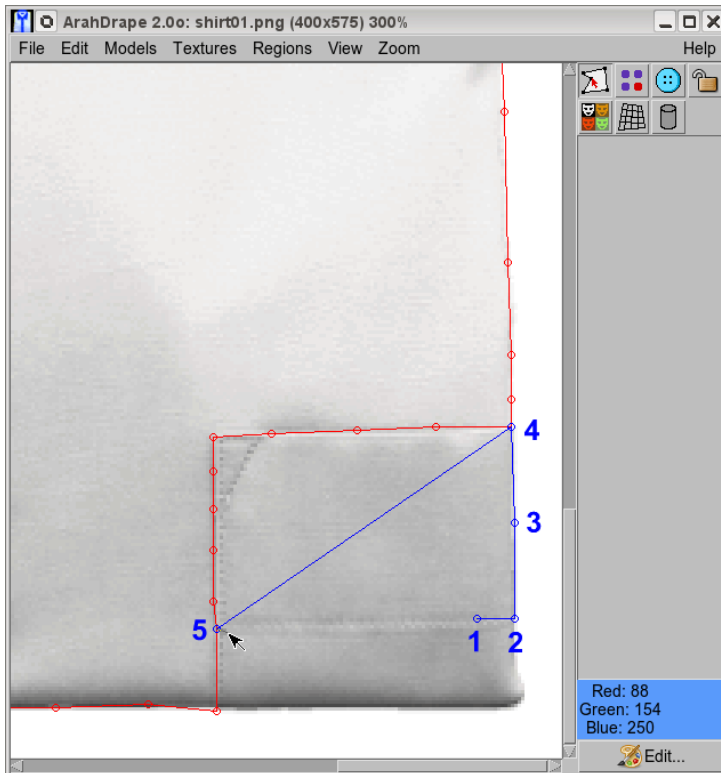 ArahDrape 2.0o: shirt01.png (400x575) 300%
File Edit Models Textures Regions View Zoom Help
4
3
5
1 2
Red: 88
Green: 154
Blue: 250
Edit...